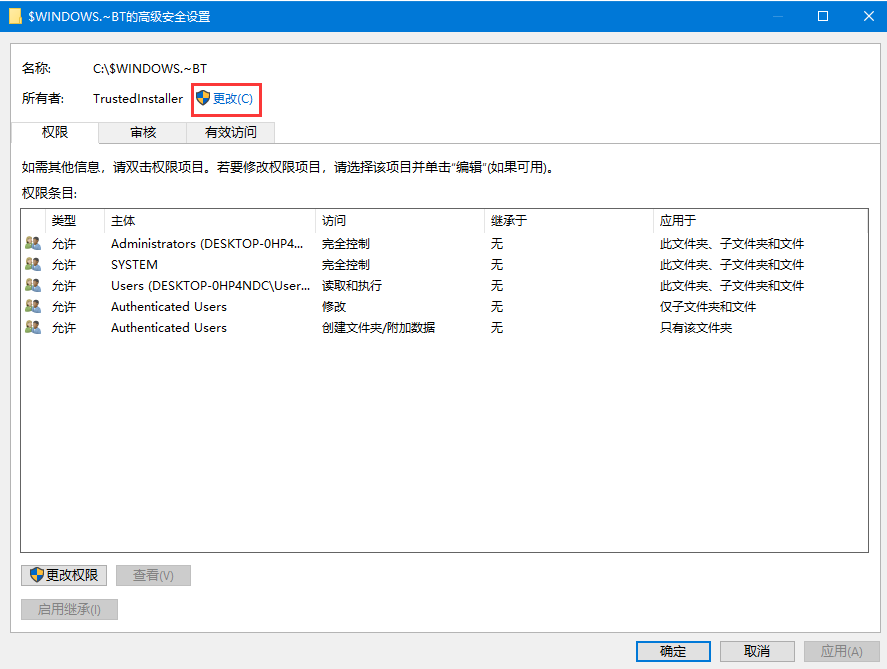 $WINDOWS.~BT的高级安全设置
名称: C:\$WINDOWS.~BT
所有者: TrustedInstaller 更改(C)
权限 审核 有效访问
如需其他信息，请双击权限项目。若要修改权限项目，请选择该项目并单击“编辑”(如果可用)。
权限条目:
类型 主体 访问 继承于 应用于
允许 Administrators (DESKTOP-0HP4... 完全控制 无 此文件夹、子文件夹和文件
允许 SYSTEM 完全控制 无 此文件夹、子文件夹和文件
允许 Users (DESKTOP-0HP4NDC\User... 读取和执行 无 此文件夹、子文件夹和文件
允许 Authenticated Users 修改 无 仅子文件夹和文件
允许 Authenticated Users 创建文件夹/附加数据 无 只有该文件夹
更改权限 查看(V)
启用继承(I)
确定 取消 应用(A)